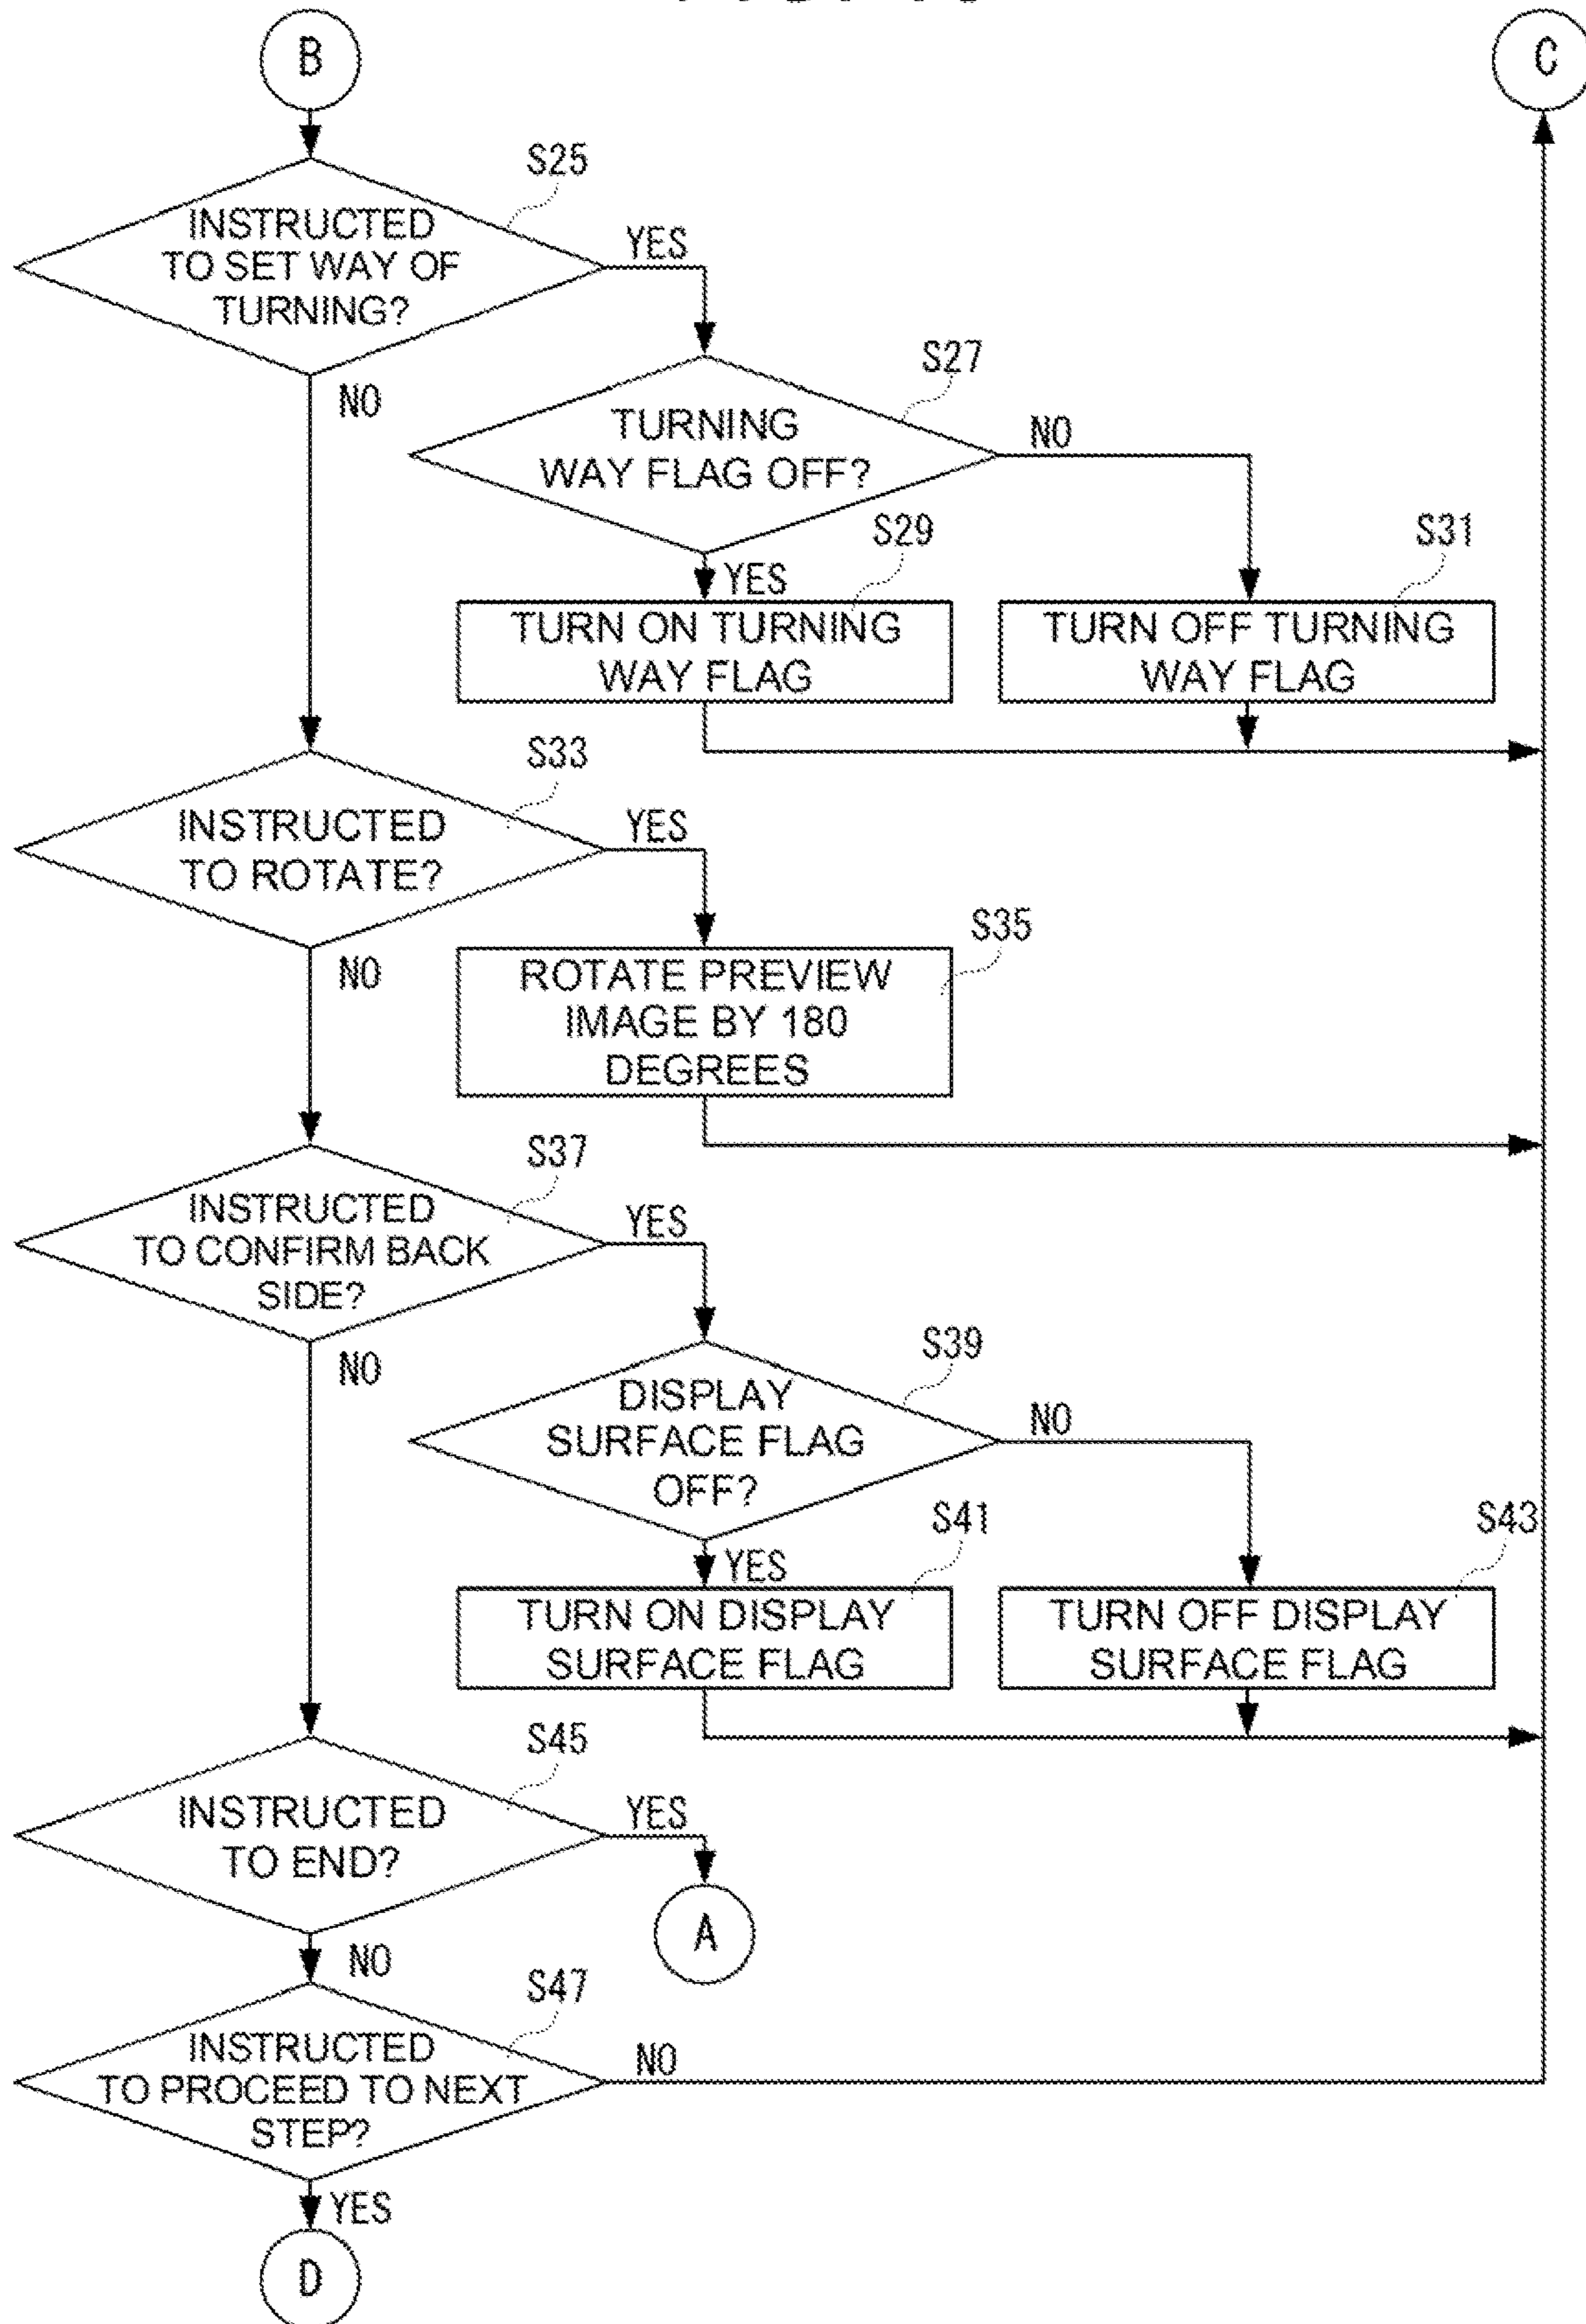 B
C
S25
INSTRUCTED
TO SET WAY OF
TURNING?
YES
NO
S27
TURNING
WAY FLAG OFF?
NO
YES
S29
TURN ON TURNING
WAY FLAG
S31
TURN OFF TURNING
WAY FLAG
S33
INSTRUCTED
TO ROTATE?
YES
NO
S35
ROTATE PREVIEW
IMAGE BY 180
DEGREES
S37
INSTRUCTED
TO CONFIRM BACK
SIDE?
YES
NO
S39
DISPLAY
SURFACE FLAG
OFF?
NO
YES
S41
TURN ON DISPLAY
SURFACE FLAG
S43
TURN OFF DISPLAY
SURFACE FLAG
S45
INSTRUCTED
TO END?
YES
A
NO
S47
INSTRUCTED
TO PROCEED TO NEXT
STEP?
NO
YES
D